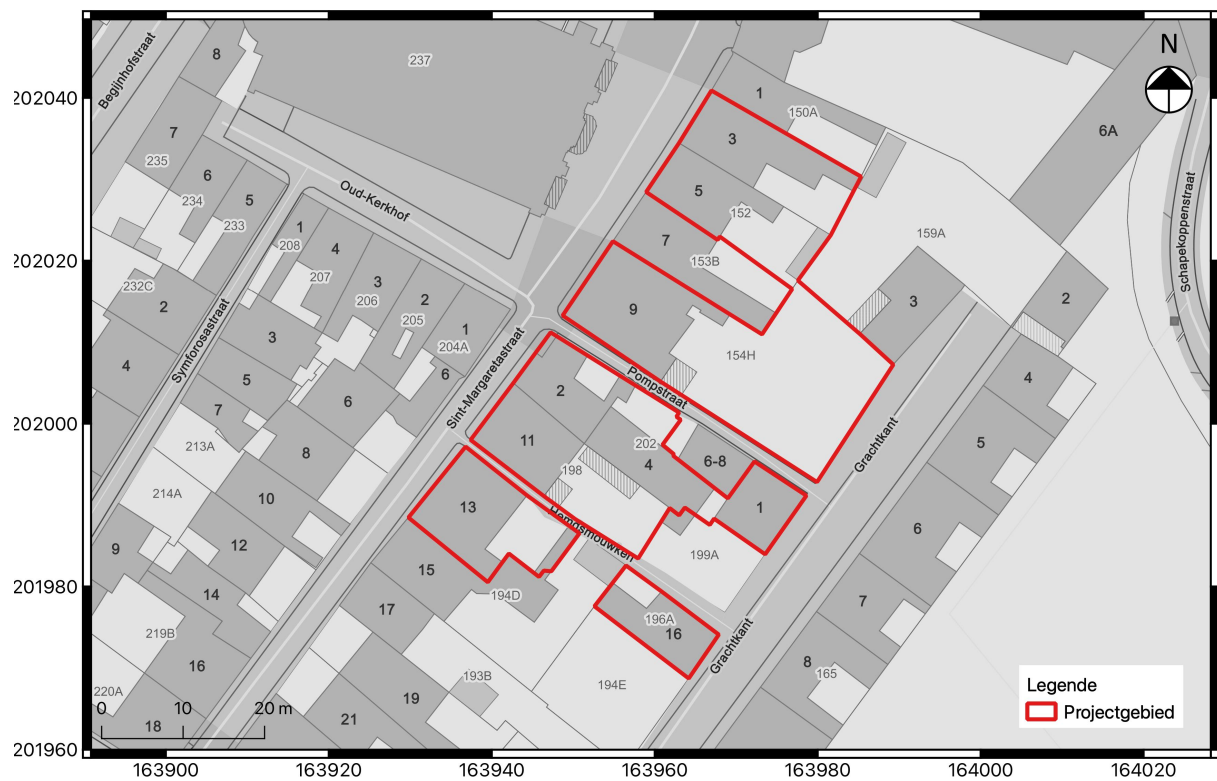 N
202040
202020
202000
201980
201960
163900
163920
163940
163960
163980
164000
164020
Begijnhofstraat
8
237
7
235
6
234
5
233
Oud-Kerkhof
1
208
4
207
3
206
2
205
1
204A
6
232C
2
4
Symforosastraat
3
5
7
213A
214A
6
8
10
12
9
14
219B
16
220A
18
Sint-Margaretastraat
1
150A
3
5
152
7
153B
9
154H
159A
3
6A
Schapekoppenstraat
2
4
5
6
7
8
165
Pompstraat
2
11
202
198
4
6-8
1
199A
Hemdsmouwken
13
15
194D
17
193B
19
21
196A
16
194E
Grachtkant
Grachtkant
0 10 20 m
Legende
Projectgebied